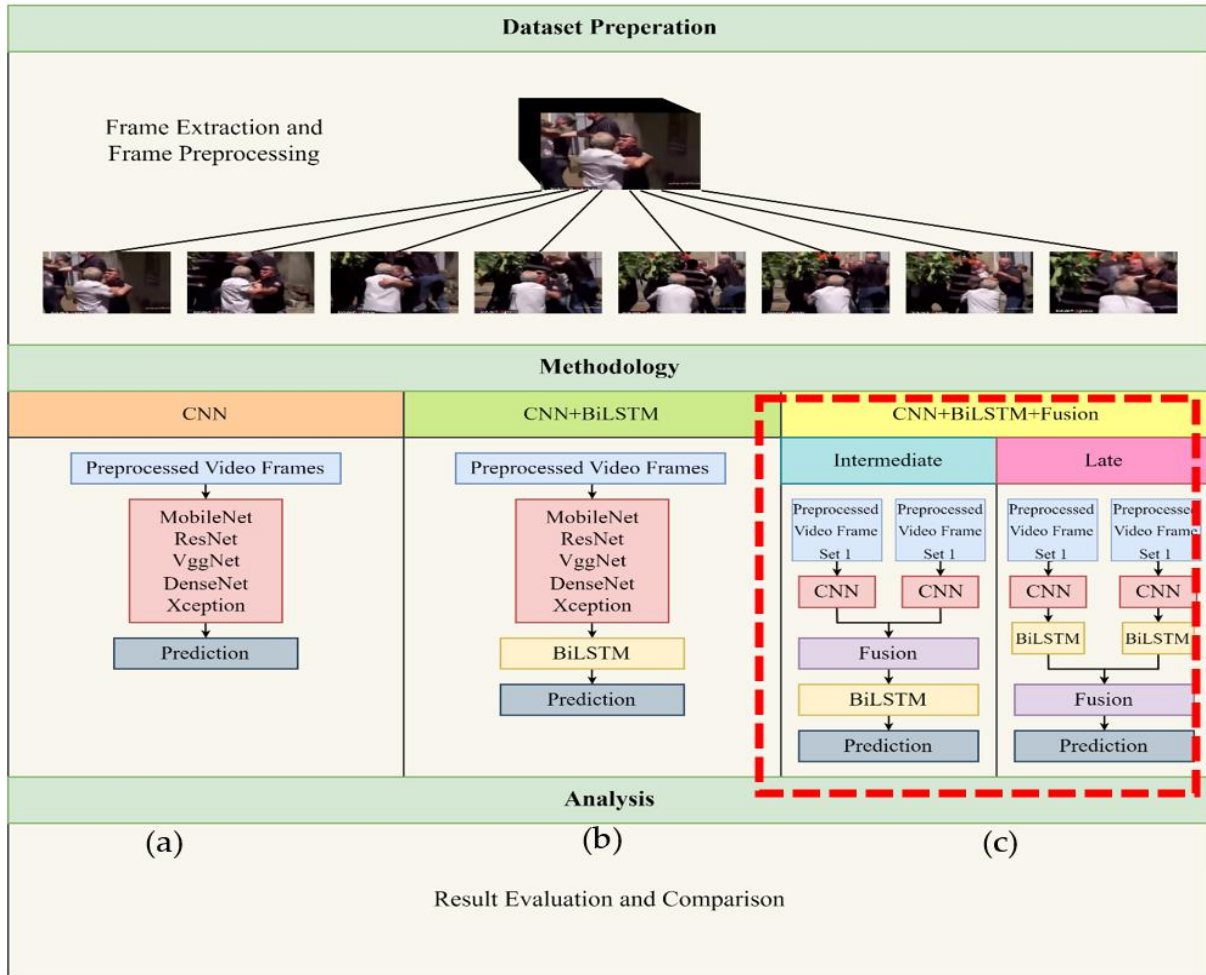 Dataset Preperation
Frame Extraction and
Frame Preprocessing
Methodology
CNN
CNN+BiLSTM
CNN+BiLSTM+Fusion
Intermediate
Late
Preprocessed Video Frames
MobileNet
ResNet
VggNet
DenseNet
Xception
Prediction
Preprocessed Video Frames
MobileNet
ResNet
VggNet
DenseNet
Xception
BiLSTM
Prediction
Preprocessed
Video Frame
Set 1
Preprocessed
Video Frame
Set 1
CNN
CNN
Fusion
BiLSTM
Prediction
Preprocessed
Video Frame
Set 1
Preprocessed
Video Frame
Set 1
CNN
CNN
BiLSTM
BiLSTM
Fusion
Prediction
Analysis
(a)
(b)
(c)
Result Evaluation and Comparison